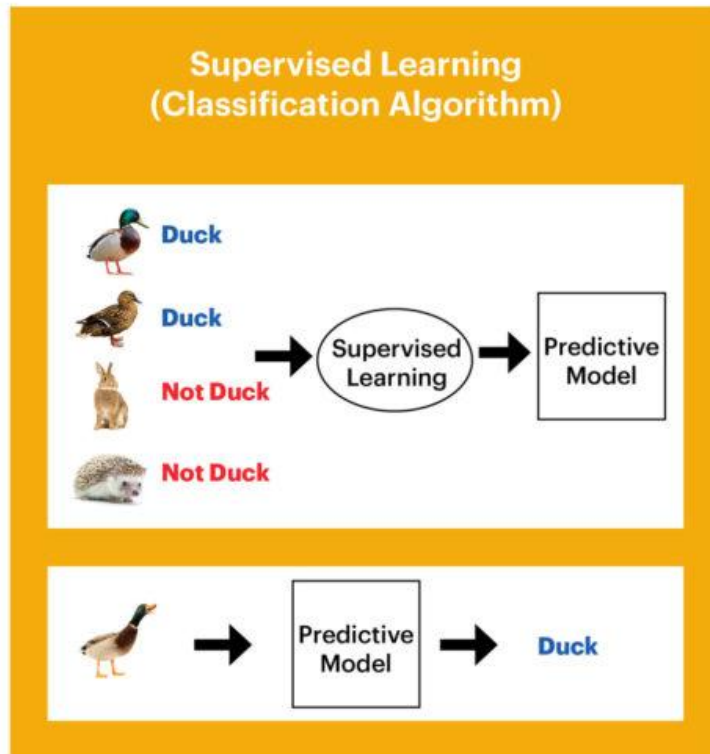 Supervised Learning
(Classification Algorithm)
Duck
Duck
Not Duck
Not Duck
Supervised
Learning
Predictive
Model
Predictive
Model
Duck